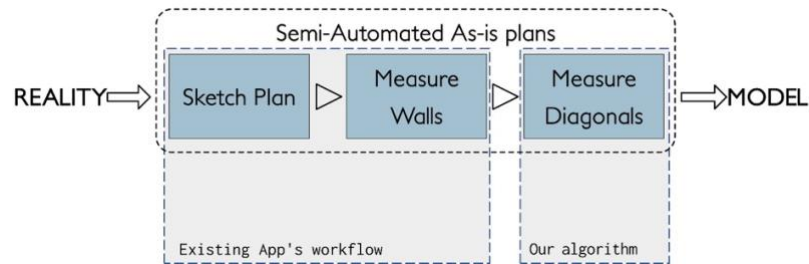 Semi-Automated As-is plans
REALITY
Sketch Plan
Measure
Walls
Measure
Diagonals
MODEL
Existing App's workflow
Our algorithm